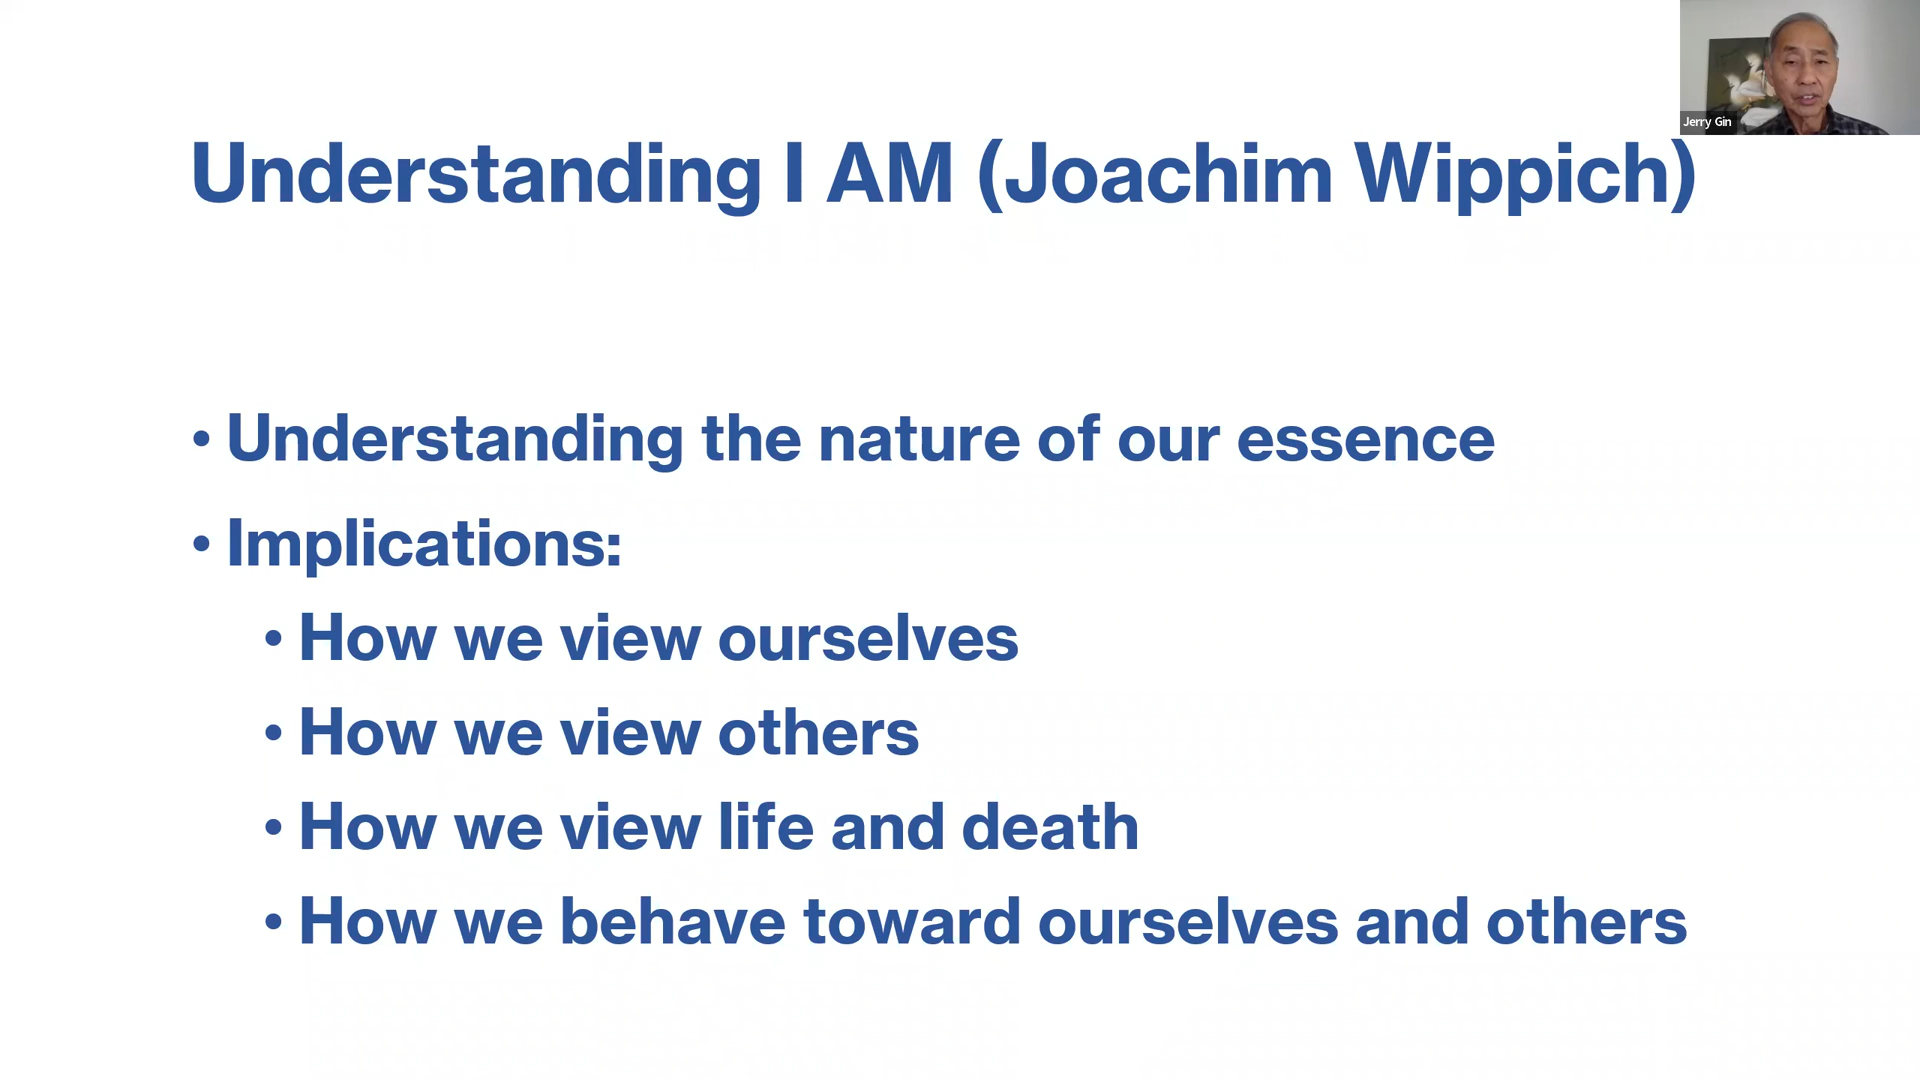 Jerry Gin
Understanding I AM (Joachim Wippich)
• Understanding the nature of our essence
• Implications:
• How we view ourselves
• How we view others
• How we view life and death
• How we behave toward ourselves and others